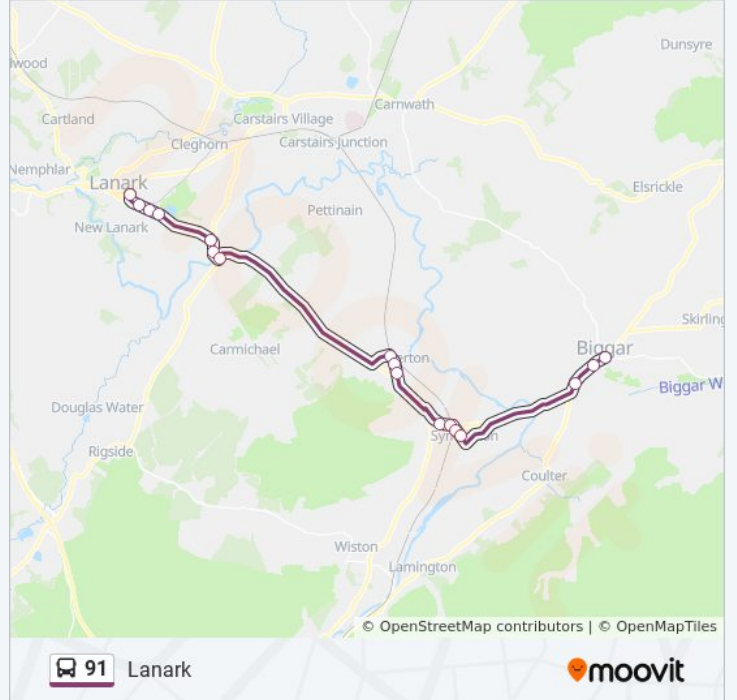 Dunsyre
lwood
Carnwath
Cartland
Carstairs Village
Cleghorn
Carstairs Junction
Nemphlar
Lanark
Elsrickle
Pettinain
New Lanark
Skirling
Biggar
Carmichael
erton
Biggar W
Douglas Water
Rigside
Coulter
Wiston
Lamington
© OpenStreetMap contributors | © OpenMapTiles
91 Lanark
moovit